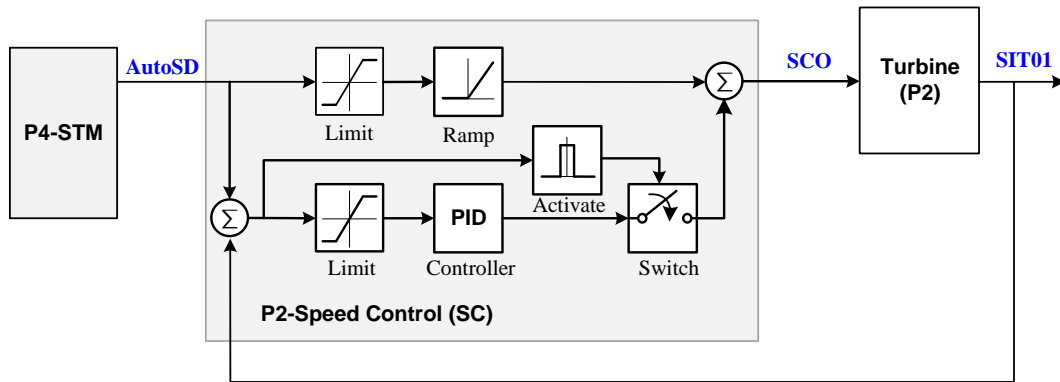 AutoSD
SCO
SIT01
P4-STM
Turbine
(P2)
Limit
Ramp
Σ
Activate
Σ
PID
Limit
Controller
Switch
P2-Speed Control (SC)